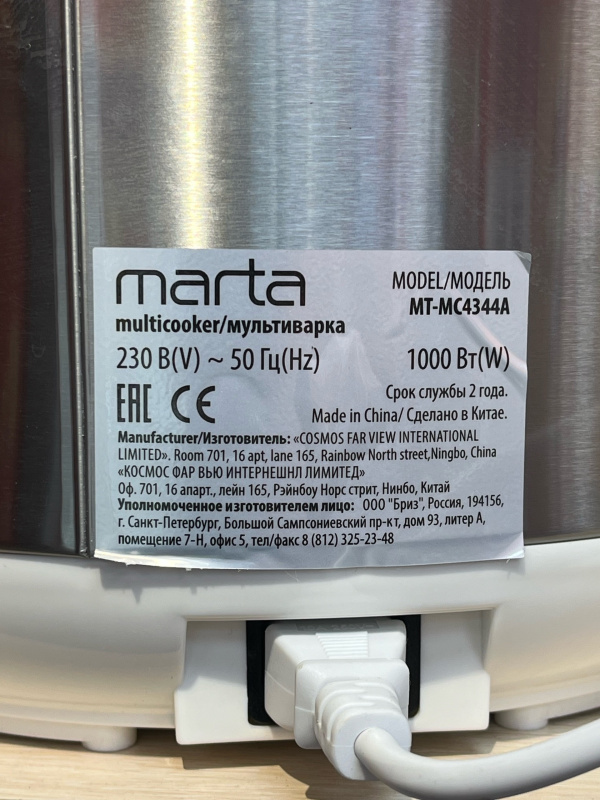 marta
MODEL/МОДЕЛЬ
MT-MC4344A
multicooker/мультиварка
230 В(V) ~ 50 Гц(Hz)
1000 Вт(W)
Срок службы 2 года.
EAC CE
Made in China/ Сделано в Китае.
Manufacturer/Изготовитель: «COSMOS FAR VIEW INTERNATIONAL
LIMITED». Room 701, 16 apt, lane 165, Rainbow North street,Ningbo, China
«КОСМОС ФАР ВЬЮ ИНТЕРНЕШНЛ ЛИМИТЕД»
Оф. 701, 16 апарт., лейн 165, Рэйнбоу Норс стрит, Нинбо, Китай
Уполномоченное изготовителем лицо: ООО "Бриз", Россия, 194156,
г. Санкт-Петербург, Большой Сампсониевский пр-кт, дом 93, литер А,
помещение 7-Н, офис 5, тел/факс 8 (812) 325-23-48